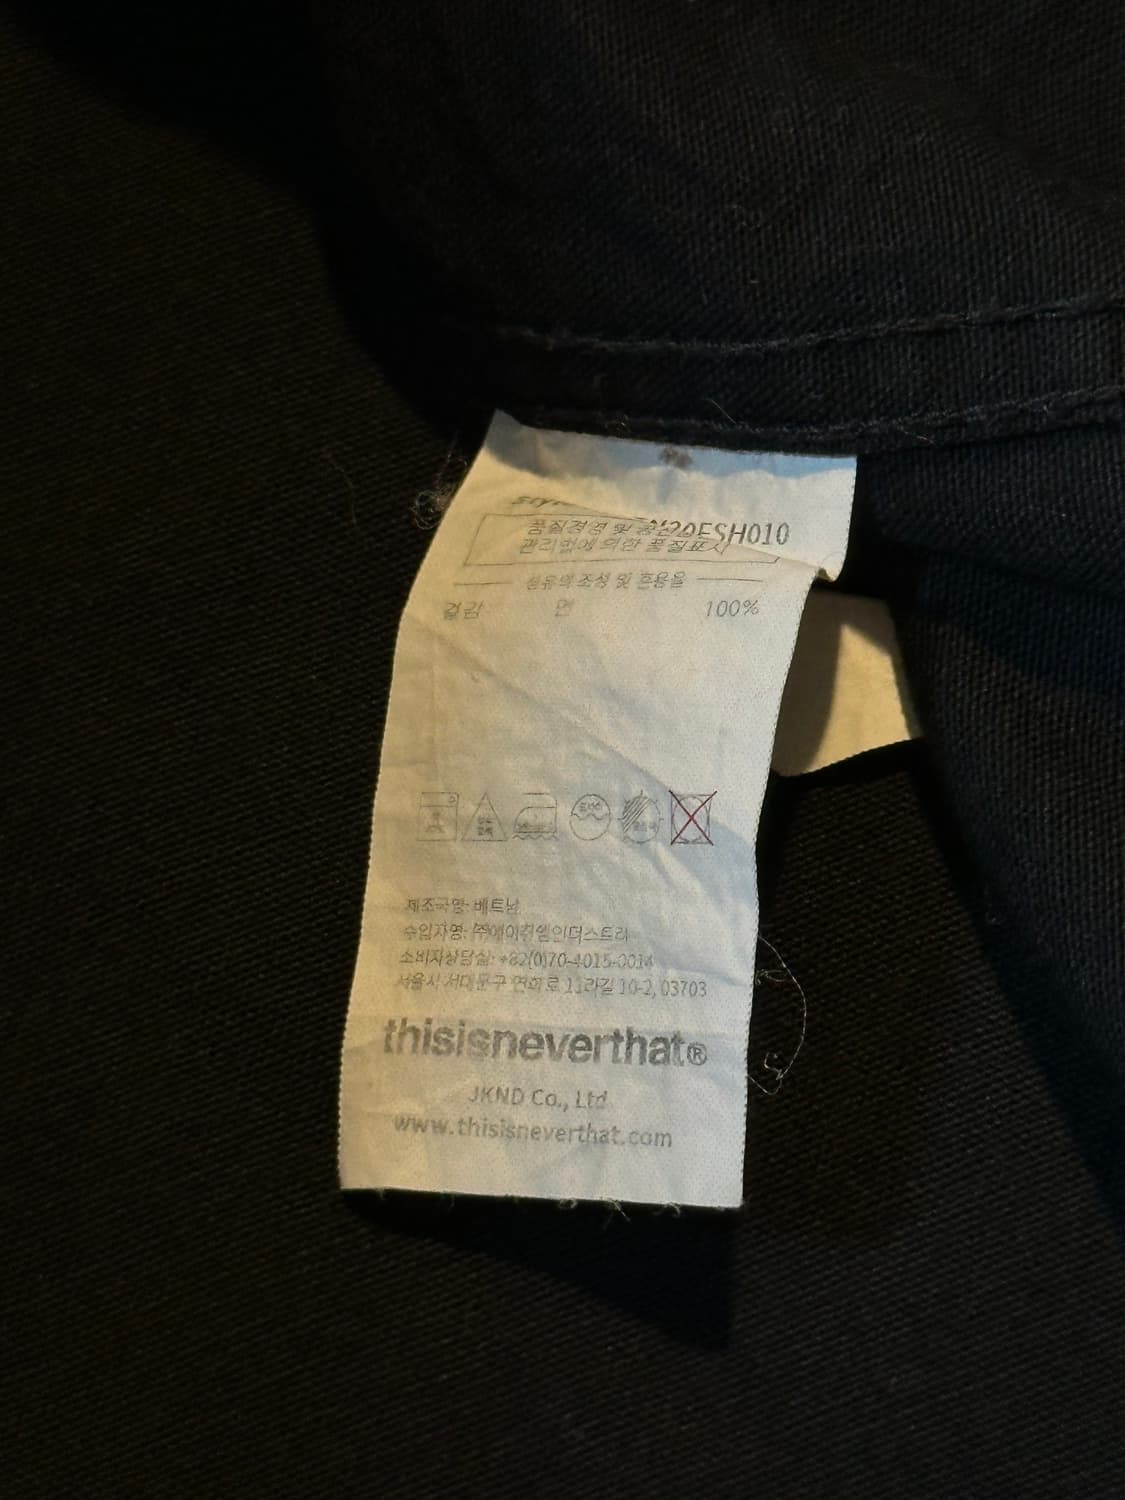 N20FSH010
품질경영 및 공산품
관리법에 의한 품질표시
섬유의 조성 및 혼용율
겉감 면 100%
제조국명: 베트남
수입자명: (주)에이쥐엠인더스트리
소비자상담실: +82(0)70-4015-0014
서울시 서대문구 연희로 11라길 10-2, 03703
thisisneverthat®
JKND Co., Ltd
www.thisisneverthat.com